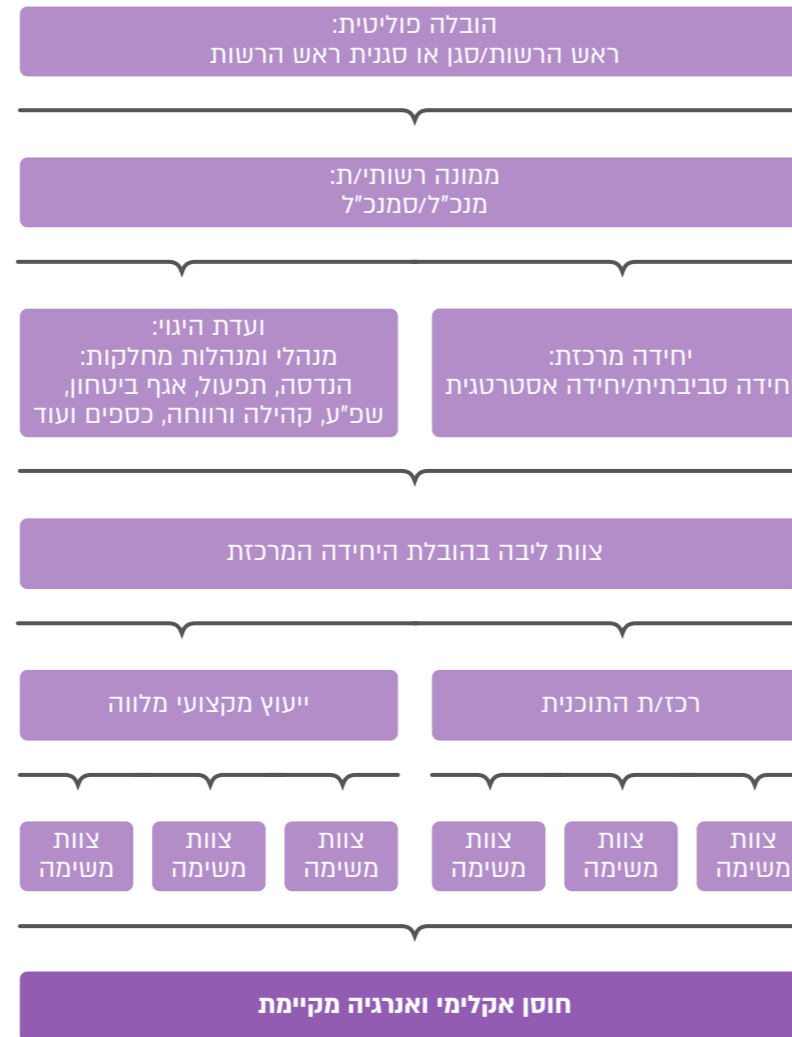 הובלה פוליטית:
ראש הרשות/סגן או סגנית ראש הרשות
ממונה רשותי/ת:
מנכ"ל/סמנכ"ל
יחידה מרכזת:
יחידה סביבתית/יחידה אסטרטגית
ועדת היגוי:
מנהלי ומנהלות מחלקות:
הנדסה, תפעול, אגף ביטחון,
שפ"ע, קהילה ורווחה, כספים ועוד
צוות ליבה בהובלת היחידה המרכזת
רכז/ת התוכנית
ייעוץ מקצועי מלווה
צוות
משימה
צוות
משימה
צוות
משימה
צוות
משימה
צוות
משימה
צוות
משימה
חוסן אקלימי ואנרגיה מקיימת